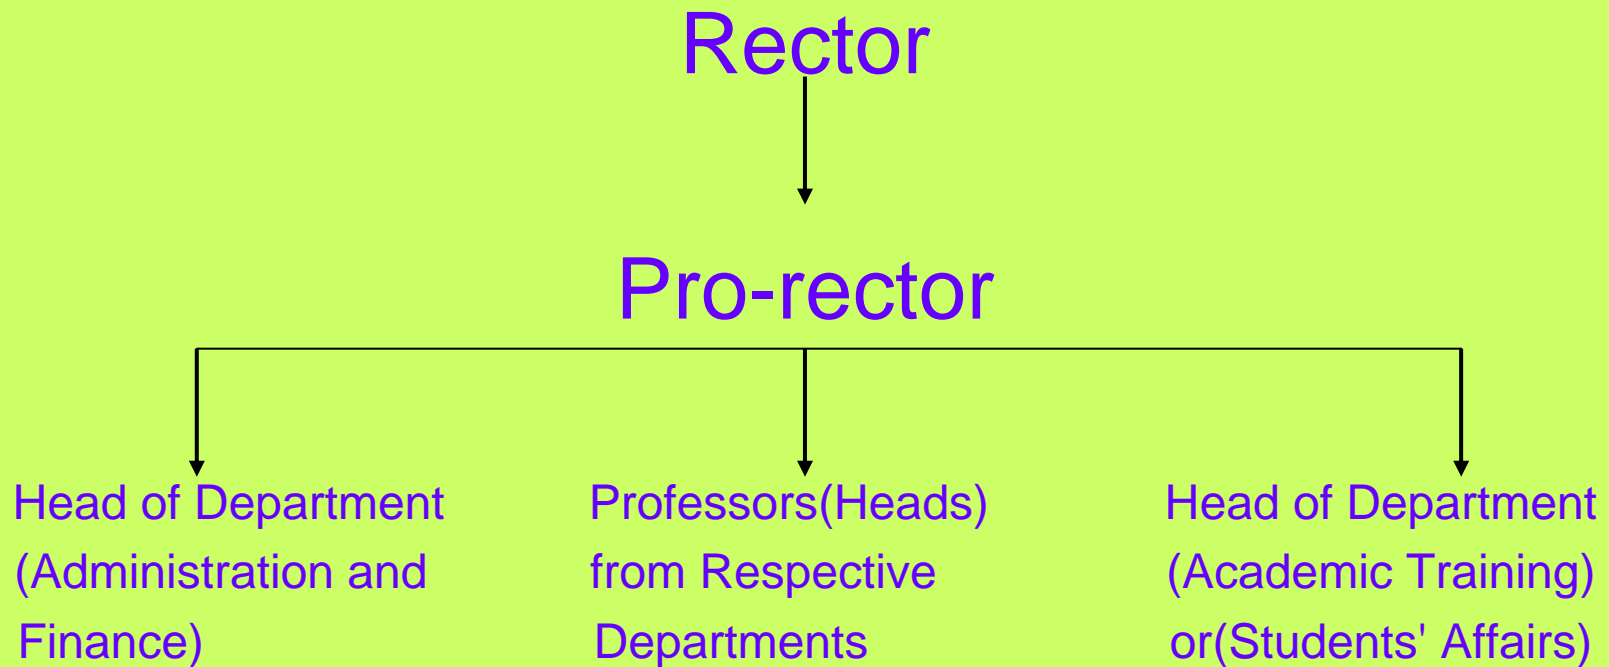 Rector
Pro-rector
Head of Department
(Administration and
Finance)
Professors(Heads)
from Respective
Departments
Head of Department
(Academic Training)
or(Students' Affairs)